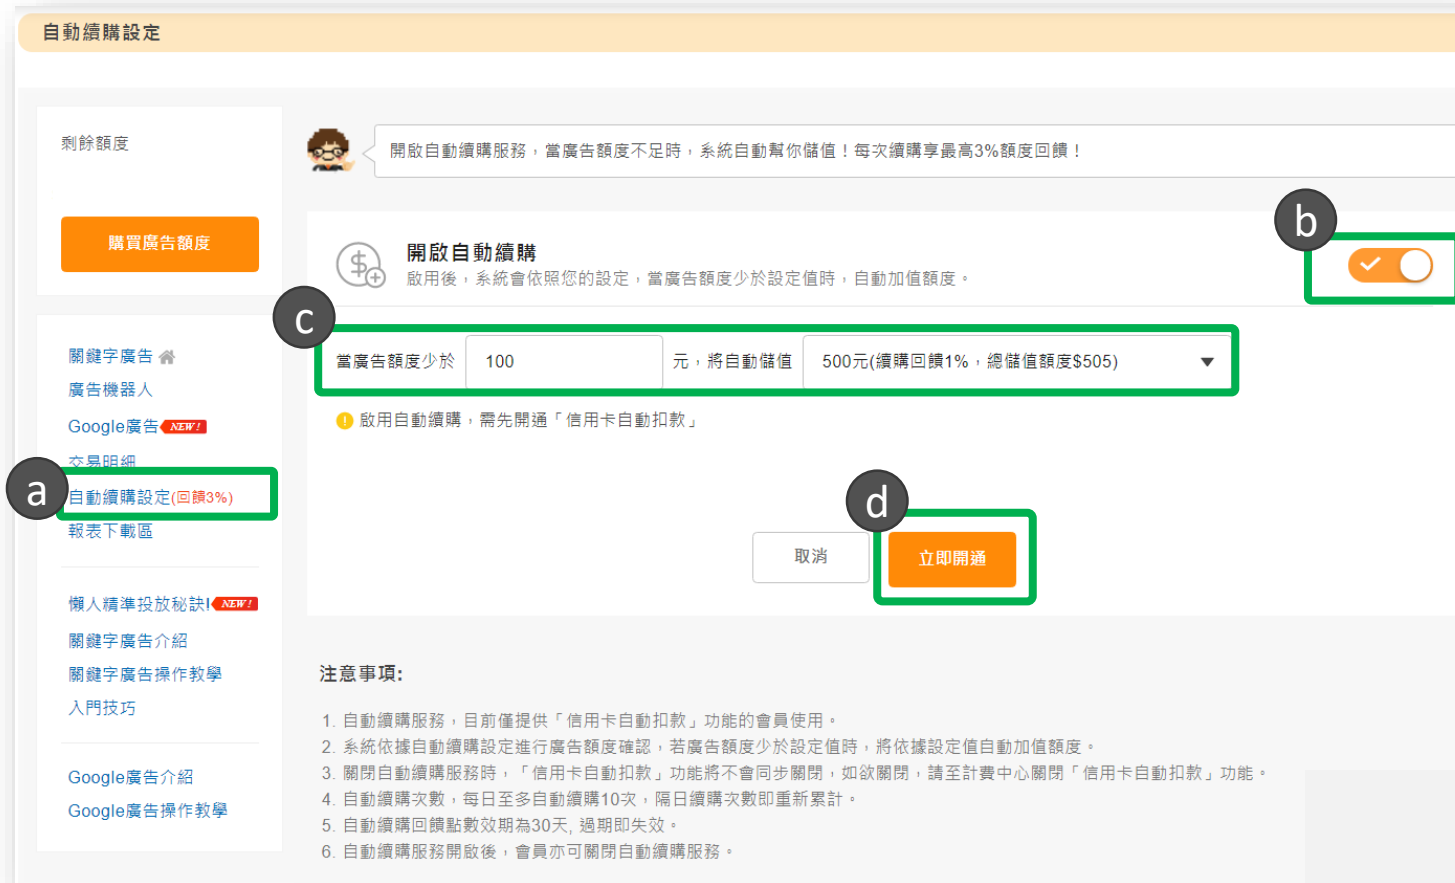 自動續購設定
剩餘額度
購買廣告額度
開啟自動續購服務，當廣告額度不足時，系統自動幫你儲值！每次續購享最高3%額度回饋！
b
開啟自動續購
啟用後，系統會依照您的設定，當廣告額度少於設定值時，自動加值額度。
c
當廣告額度少於 100 元，將自動儲值 500元(續購回饋1%，總儲值額度$505)
啟用自動續購，需先開通「信用卡自動扣款」
關鍵字廣告
廣告機器人
Google廣告 NEW!
交易明細
a
自動續購設定(回饋3%)
報表下載區
d
取消
立即開通
懶人精準投放秘訣! NEW!
關鍵字廣告介紹
關鍵字廣告操作教學
入門技巧
Google廣告介紹
Google廣告操作教學
注意事項:
1. 自動續購服務，目前僅提供「信用卡自動扣款」功能的會員使用。
2. 系統依據自動續購設定進行廣告額度確認，若廣告額度少於設定值時，將依據設定值自動加值額度。
3. 關閉自動續購服務時，「信用卡自動扣款」功能將不會同步關閉，如欲關閉，請至計費中心關閉「信用卡自動扣款」功能。
4. 自動續購次數，每日至多自動續購10次，隔日續購次數即重新累計。
5. 自動續購回饋點數效期為30天, 過期即失效。
6. 自動續購服務開啟後，會員亦可關閉自動續購服務。